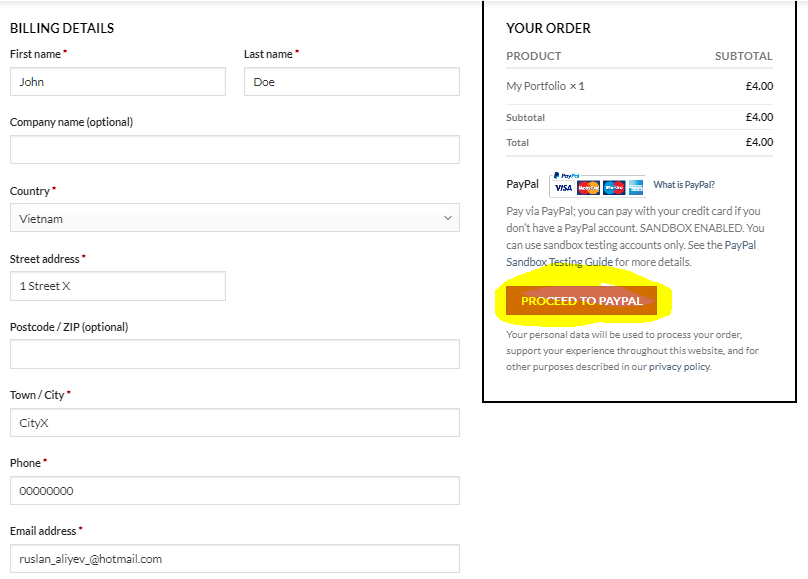 BILLING DETAILS
First name *
Last name *
John
Doe
Company name (optional)
Country *
Vietnam
Street address *
1 Street X
Postcode / ZIP (optional)
Town / City *
CityX
Phone *
00000000
Email address *
ruslan_aliyev_@hotmail.com
YOUR ORDER
PRODUCT SUBTOTAL
My Portfolio × 1 £4.00
Subtotal £4.00
Total £4.00
PayPal PayPal VISA MasterCard Maestro What is PayPal?
Pay via PayPal; you can pay with your credit card if you
don't have a PayPal account. SANDBOX ENABLED. You
can use sandbox testing accounts only. See the PayPal
Sandbox Testing Guide for more details.
PROCEED TO PAYPAL
Your personal data will be used to process your order,
support your experience throughout this website, and for
other purposes described in our privacy policy.